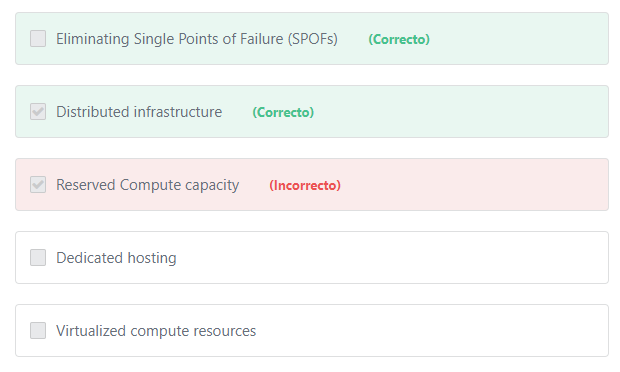 Eliminating Single Points of Failure (SPOFs) (Correcto)
Distributed infrastructure (Correcto)
Reserved Compute capacity (Incorrecto)
Dedicated hosting
Virtualized compute resources